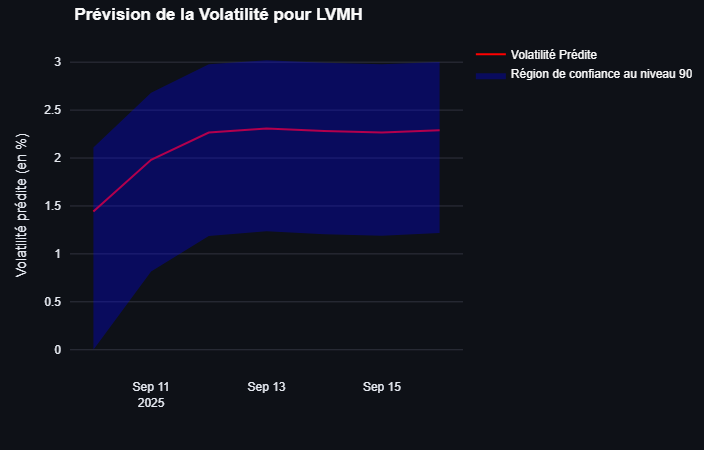 Prévision de la Volatilité pour LVMH
Volatilité Prédite
Région de confiance au niveau 90
Volatilité prédite (en %)
3
2.5
2
1.5
1
0.5
0
Sep 11
2025
Sep 13
Sep 15